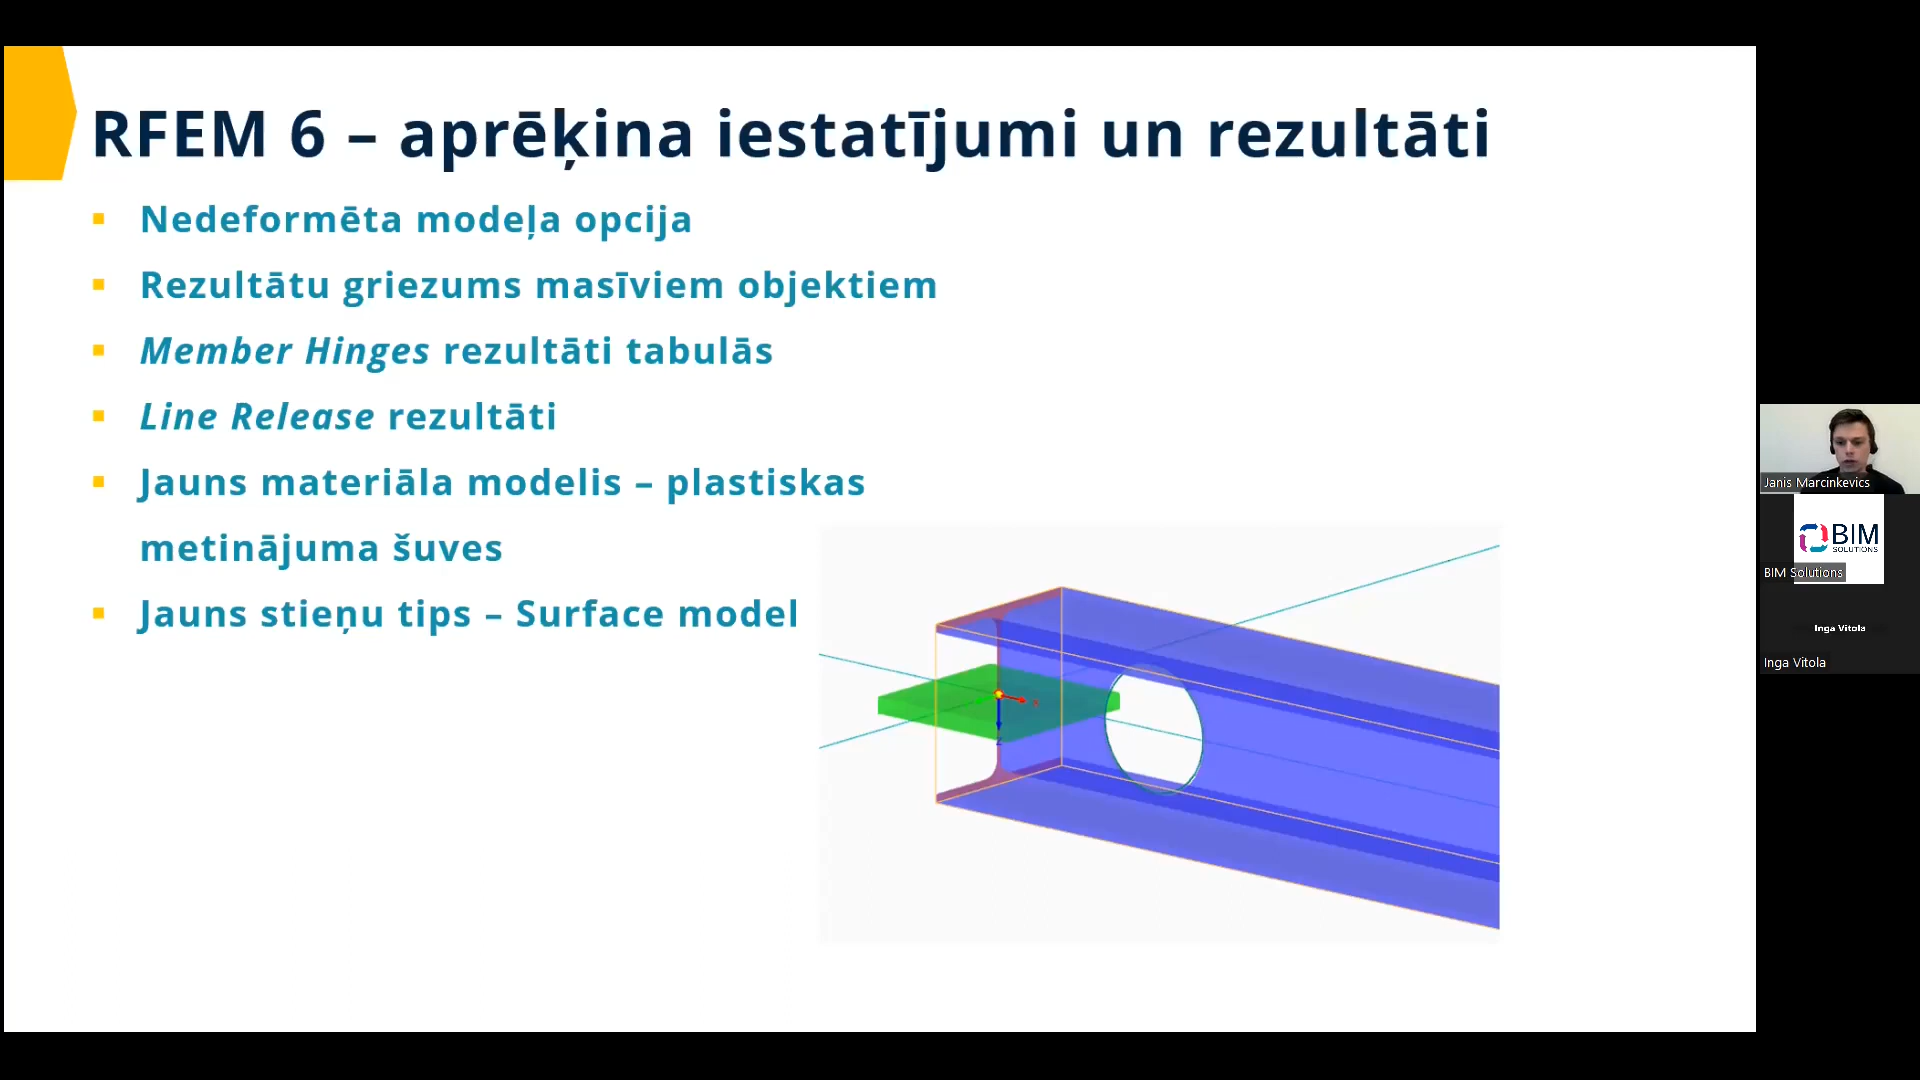 RFEM 6 – aprēķina iestatījumi un rezultāti
Nedeformēta modeļa opcija
Rezultātu griezums masīviem objektiem
Member Hinges rezultāti tabulās
Line Release rezultāti
Jauns materiāla modelis – plastiskas
metinājuma šuves
Jauns stieņu tips – Surface model
X
Z
Janis Marcinkevics
BIM
SOLUTIONS
BIM Solutions
Inga Vitola
Inga Vitola